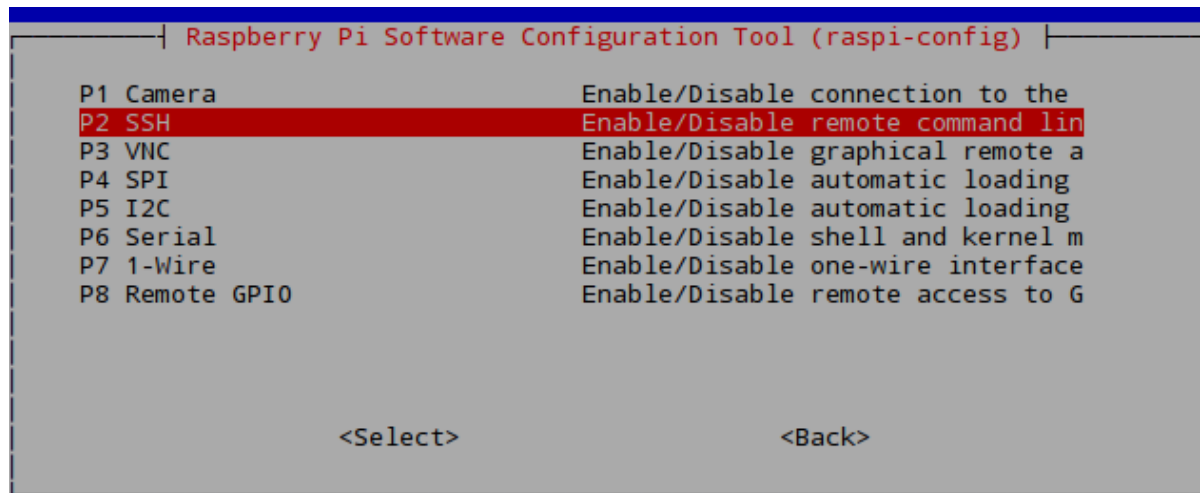 Raspberry Pi Software Configuration Tool (raspi-config)
P1 Camera Enable/Disable connection to the
P2 SSH Enable/Disable remote command lin
P3 VNC Enable/Disable graphical remote a
P4 SPI Enable/Disable automatic loading
P5 I2C Enable/Disable automatic loading
P6 Serial Enable/Disable shell and kernel m
P7 1-Wire Enable/Disable one-wire interface
P8 Remote GPIO Enable/Disable remote access to G
<Select> <Back>